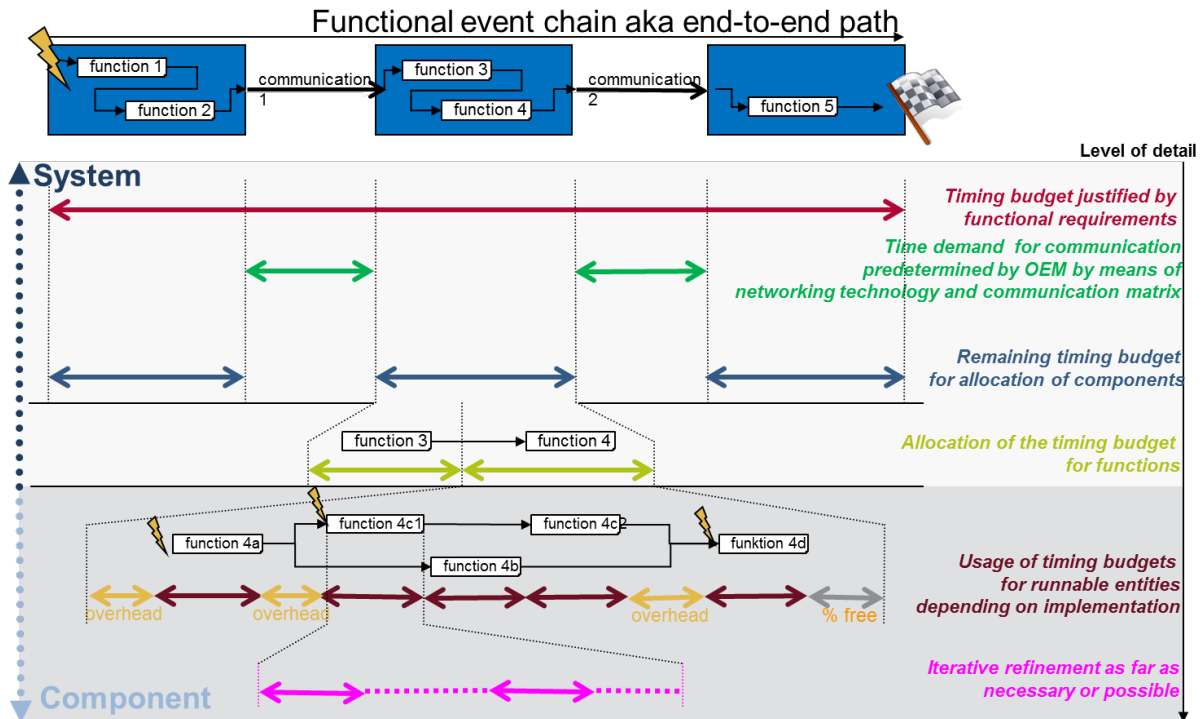 Functional event chain aka end-to-end path
function 1
function 2
communication
1
function 3
function 4
communication
2
function 5
Level of detail
System
Timing budget justified by
functional requirements
Time demand for communication
predetermined by OEM by means of
networking technology and communication matrix
Remaining timing budget
for allocation of components
function 3
function 4
Allocation of the timing budget
for functions
function 4c1
function 4c2
function 4a
funktion 4d
function 4b
Usage of timing budgets
for runnable entities
depending on implementation
overhead
overhead
overhead
% free
Iterative refinement as far as
necessary or possible
Component